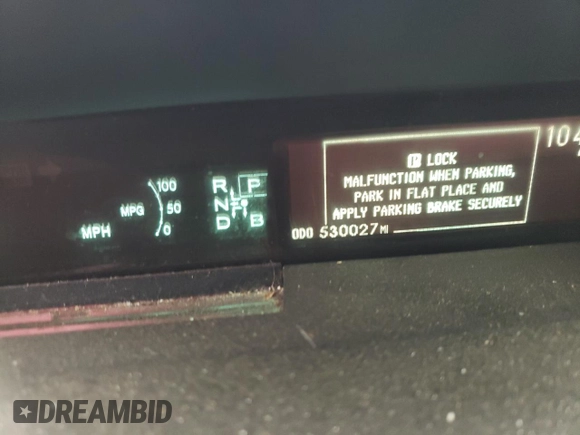 100
MPG 50
0
MPH
R P
N
D B
104
P LOCK
MALFUNCTION WHEN PARKING,
PARK IN FLAT PLACE AND
APPLY PARKING BRAKE SECURELY
ODO 530027 MI
DREAMBID